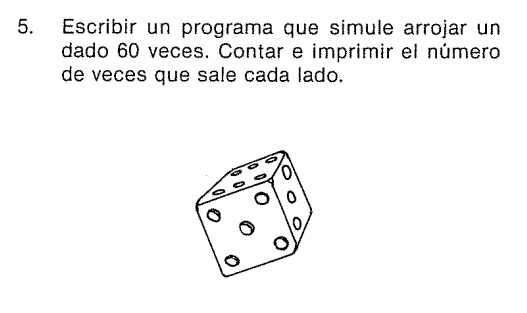 5. Escribir un programa que simule arrojar un
dado 60 veces. Contar e imprimir el número
de veces que sale cada lado.